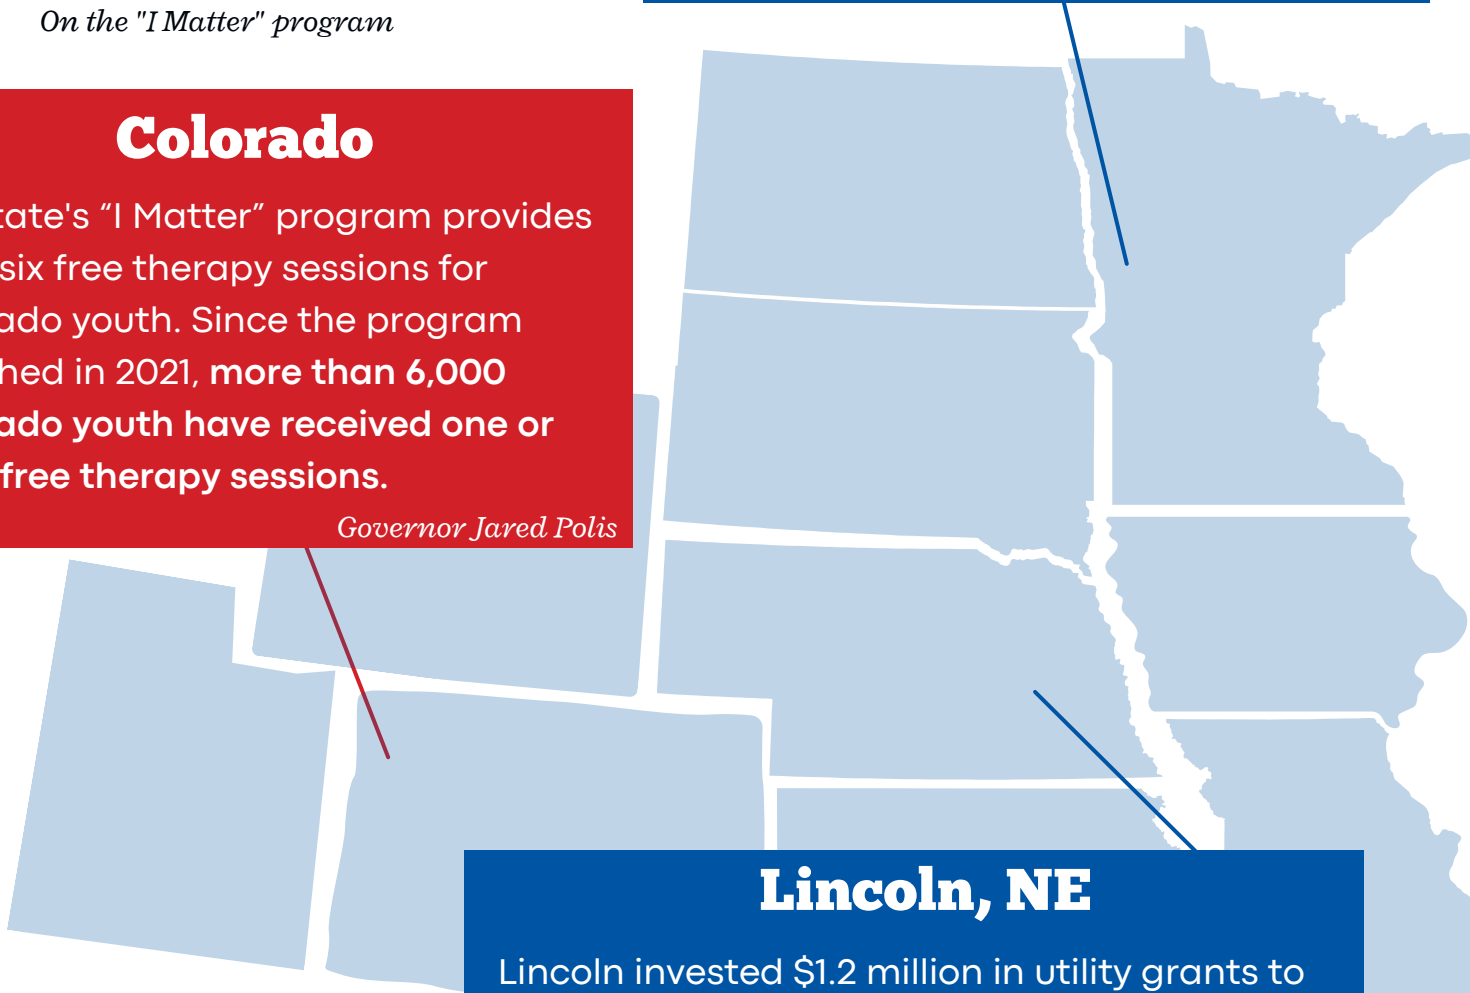 On the "I Matter" program
Colorado
tate's “I Matter” program provides
six free therapy sessions for
ado youth. Since the program
hed in 2021, more than 6,000
ado youth have received one or
free therapy sessions.
Governor Jared Polis
Lincoln, NE
Lincoln invested $1.2 million in utility grants to